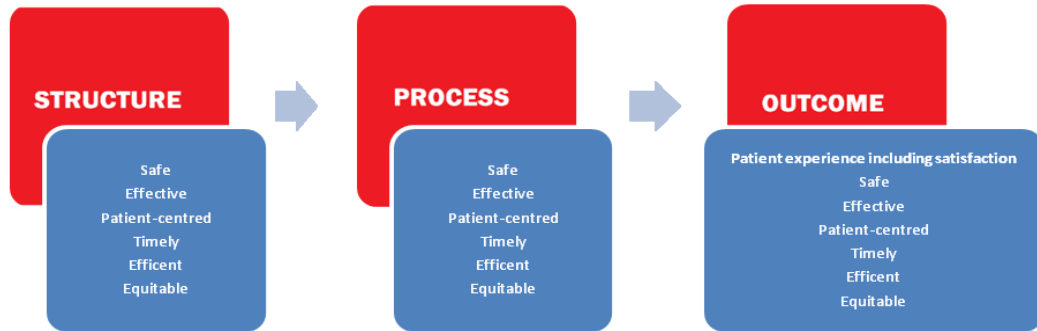 STRUCTURE
Safe
Effective
Patient-centred
Timely
Efficent
Equitable
PROCESS
Safe
Effective
Patient-centred
Timely
Efficent
Equitable
OUTCOME
Patient experience including satisfaction
Safe
Effective
Patient-centred
Timely
Efficent
Equitable